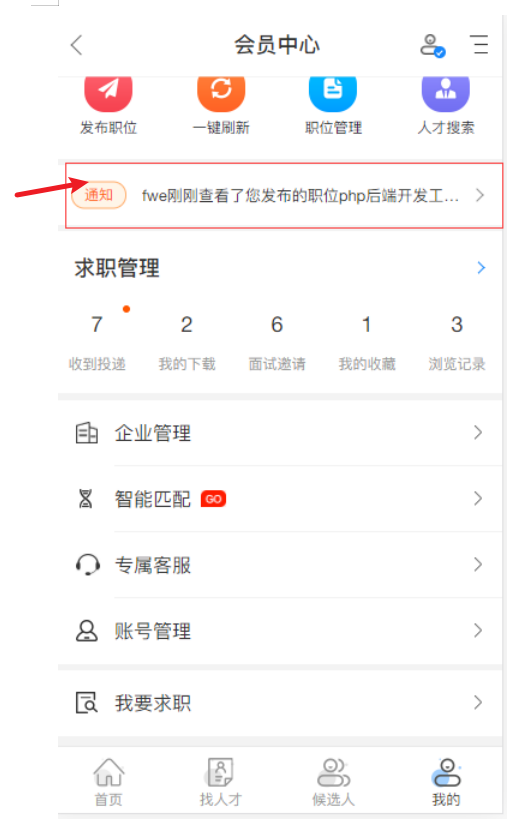 会员中心
发布职位 一键刷新 职位管理 人才搜索
通知 fwe刚刚查看了您发布的职位php后端开发工...
求职管理
7 2 6 1 3
收到投递 我的下载 面试邀请 我的收藏 浏览记录
企业管理
智能匹配 GO
专属客服
账号管理
我要求职
首页 找人才 候选人 我的